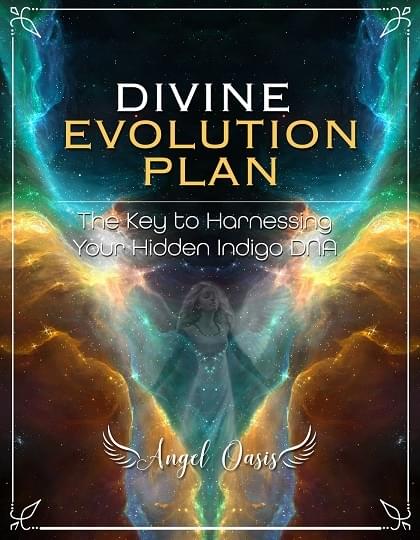 DIVINE
EVOLUTION
PLAN
The Key to Harnessing
Your Hidden Indigo DNA
Angel Oasis